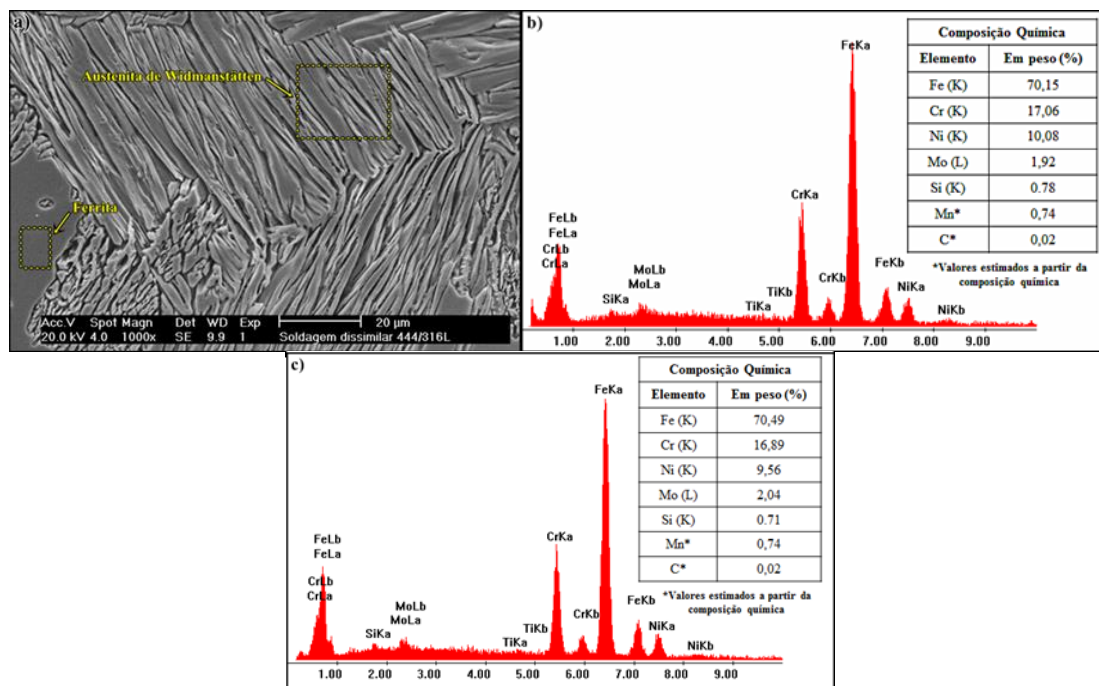 a)
Austenita de Widmanstätten
Ferrita
Acc.V Spot Magn Det WD Exp 20 µm
20.0 kV 4.0 1000x SE 9.9 1 Soldagem dissimilar 444/316L
b)
FeKa
CrKa
FeLb
FeLa
CrLb
CrLa
MoLb
MoLa
SiKa
TiKb
TiKa
CrKb
FeKb
NiKa
NiKb
1.00 2.00 3.00 4.00 5.00 6.00 7.00 8.00 9.00
Composição Química
Elemento Em peso (%)
Fe (K) 70,15
Cr (K) 17,06
Ni (K) 10,08
Mo (L) 1,92
Si (K) 0.78
Mn* 0,74
C* 0,02
*Valores estimados a partir da
composição química
c)
FeKa
CrKa
FeLb
FeLa
CrLb
CrLa
MoLb
MoLa
SiKa
TiKb
TiKa
CrKb
FeKb
NiKa
NiKb
1.00 2.00 3.00 4.00 5.00 6.00 7.00 8.00 9.00
Composição Química
Elemento Em peso (%)
Fe (K) 70,49
Cr (K) 16,89
Ni (K) 9,56
Mo (L) 2,04
Si (K) 0.71
Mn* 0,74
C* 0,02
*Valores estimados a partir da
composição química